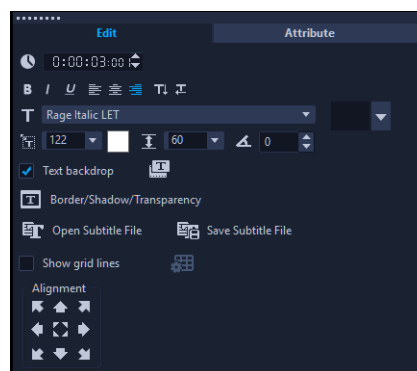 Edit Attribute
0:00:03:00
B I U
T Rage Italic LET
122 60 0
Text backdrop
Border/Shadow/Transparency
Open Subtitle File Save Subtitle File
Show grid lines
Alignment